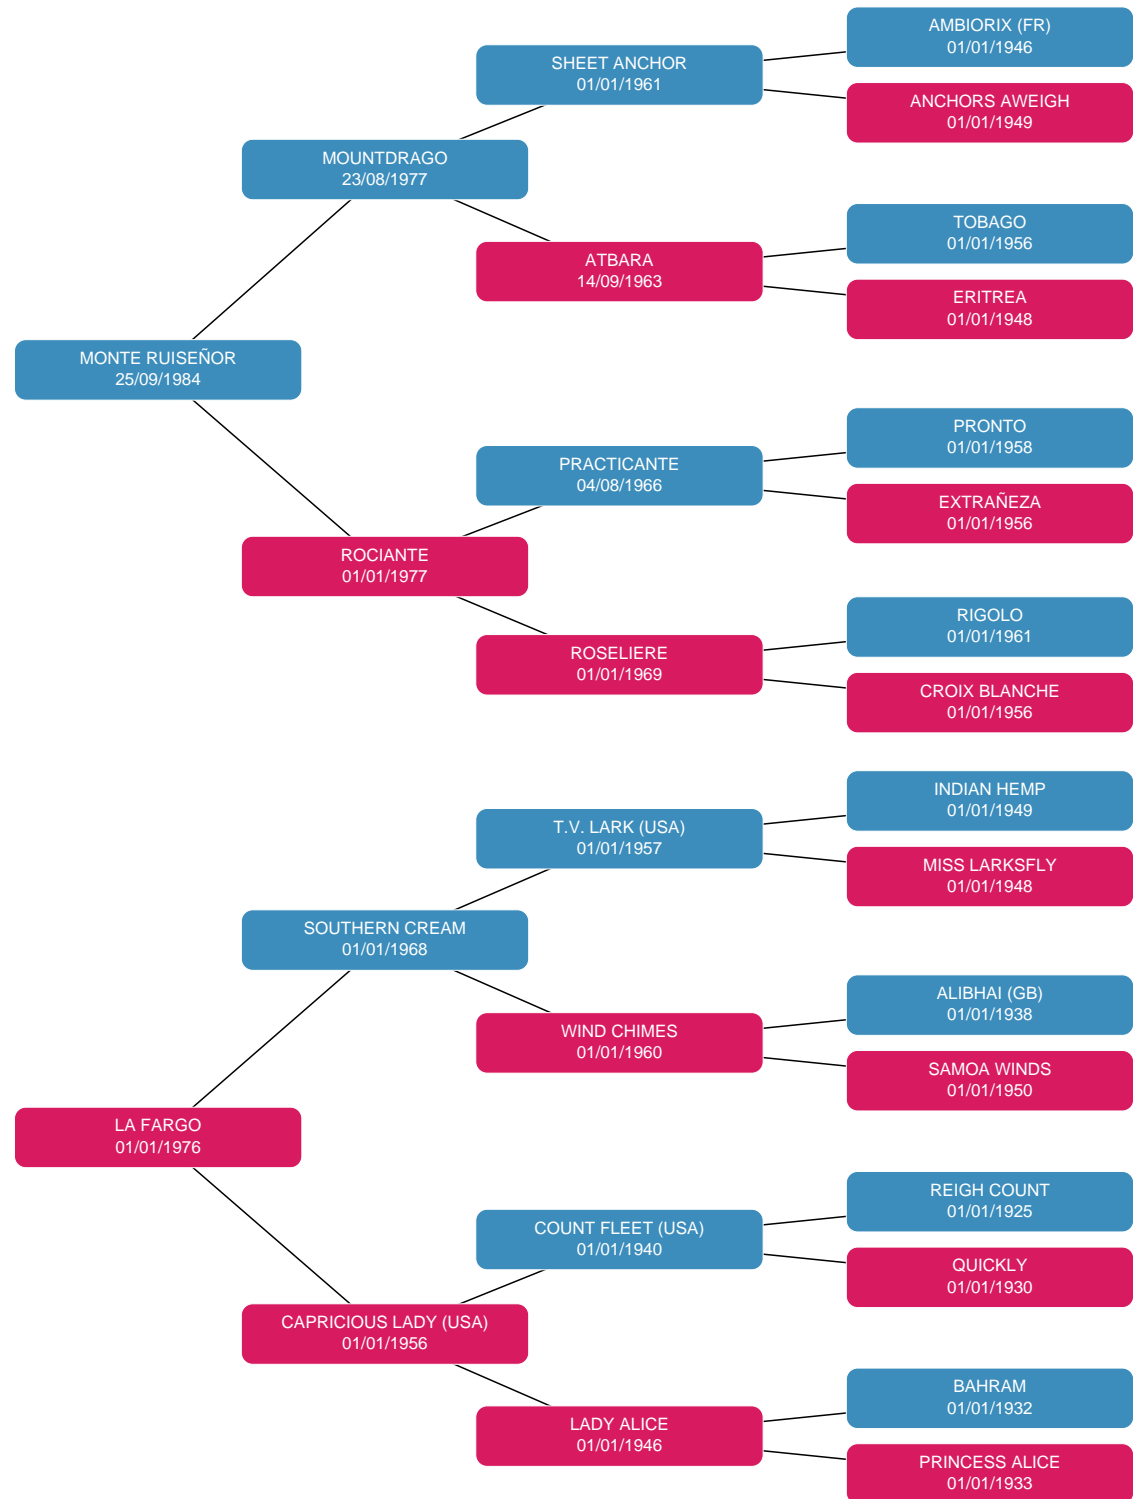 AMBIORIX (FR)
01/01/1946
SHEET ANCHOR
01/01/1961
ANCHORS AWEIGH
01/01/1949
MOUNTDRAGO
23/08/1977
TOBAGO
01/01/1956
ATBARA
14/09/1963
ERITREA
01/01/1948
MONTE RUISEÑOR
25/09/1984
PRONTO
01/01/1958
PRACTICANTE
04/08/1966
EXTRAÑEZA
01/01/1956
ROCIANTE
01/01/1977
RIGOLO
01/01/1961
ROSELIERE
01/01/1969
CROIX BLANCHE
01/01/1956
INDIAN HEMP
01/01/1949
T.V. LARK (USA)
01/01/1957
MISS LARKSFLY
01/01/1948
SOUTHERN CREAM
01/01/1968
ALIBHAI (GB)
01/01/1938
WIND CHIMES
01/01/1960
SAMOA WINDS
01/01/1950
LA FARGO
01/01/1976
REIGH COUNT
01/01/1925
COUNT FLEET (USA)
01/01/1940
QUICKLY
01/01/1930
CAPRICIOUS LADY (USA)
01/01/1956
BAHRAM
01/01/1932
LADY ALICE
01/01/1946
PRINCESS ALICE
01/01/1933